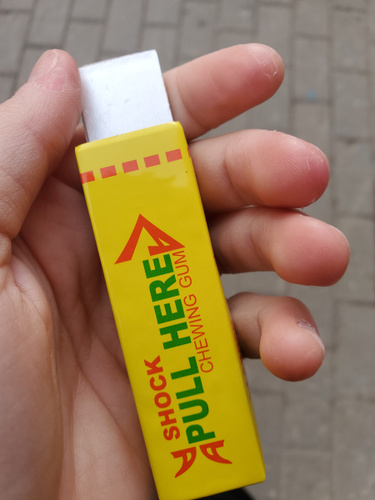 SHOCK
PULL HERE
CHEWING GUM